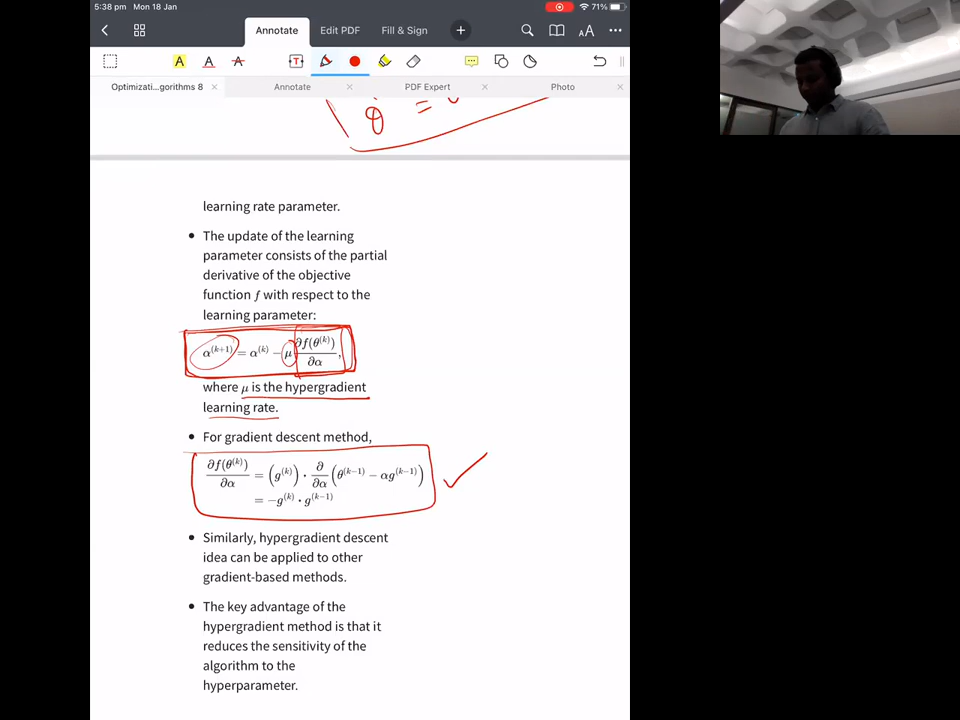 5:38 pm Mon 18 Jan
71%
Annotate
Edit PDF
Fill & Sign
AA
A
A
A
T
Optimizati...gorithms 8
Annotate
PDF Expert
Photo
θ =
learning rate parameter.
• The update of the learning
parameter consists of the partial
derivative of the objective
function f with respect to the
learning parameter:
α^(k+1) = α^(k) − μ ∂f(θ^(k))/∂α,
where μ is the hypergradient
learning rate.
• For gradient descent method,
∂f(θ^(k))/∂α = (g^(k)) · ∂/∂α (θ^(k−1) − αg^(k−1))
= −g^(k) · g^(k−1)
• Similarly, hypergradient descent
idea can be applied to other
gradient-based methods.
• The key advantage of the
hypergradient method is that it
reduces the sensitivity of the
algorithm to the
hyperparameter.